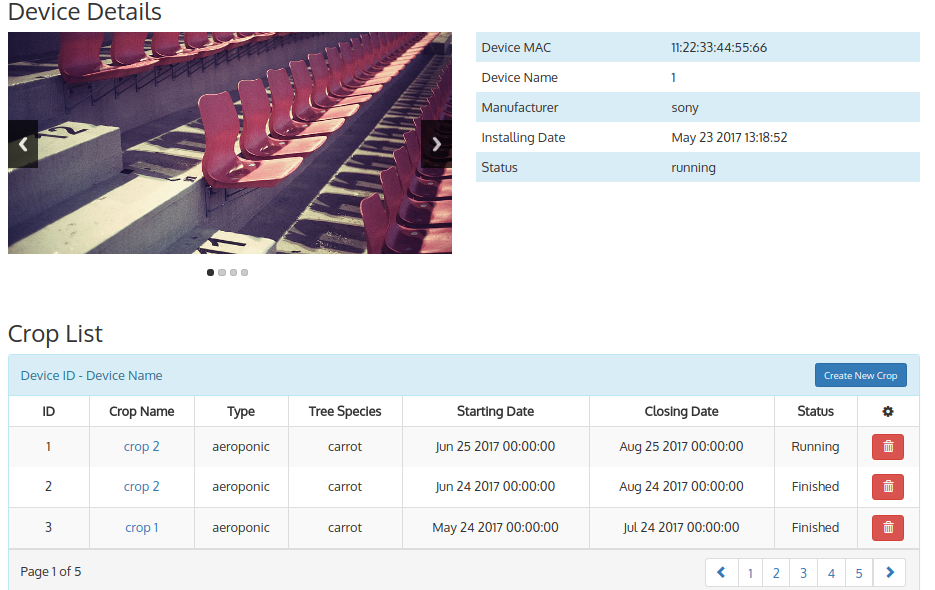 Device Details
Device MAC 11:22:33:44:55:66
Device Name 1
Manufacturer sony
Installing Date May 23 2017 13:18:52
Status running
Crop List
Device ID - Device Name Create New Crop
ID Crop Name Type Tree Species Starting Date Closing Date Status
1 crop 2 aeroponic carrot Jun 25 2017 00:00:00 Aug 25 2017 00:00:00 Running
2 crop 2 aeroponic carrot Jun 24 2017 00:00:00 Aug 24 2017 00:00:00 Finished
3 crop 1 aeroponic carrot May 24 2017 00:00:00 Jul 24 2017 00:00:00 Finished
Page 1 of 5 1 2 3 4 5